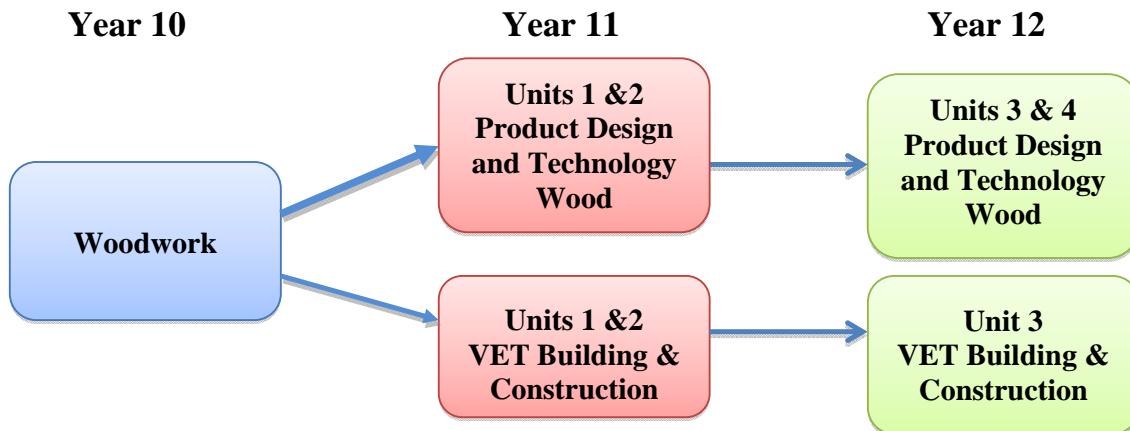 Year 10
Year 11
Year 12
Woodwork
Units 1 &2
Product Design
and Technology
Wood
Units 3 & 4
Product Design
and Technology
Wood
Units 1 &2
VET Building &
Construction
Unit 3
VET Building &
Construction